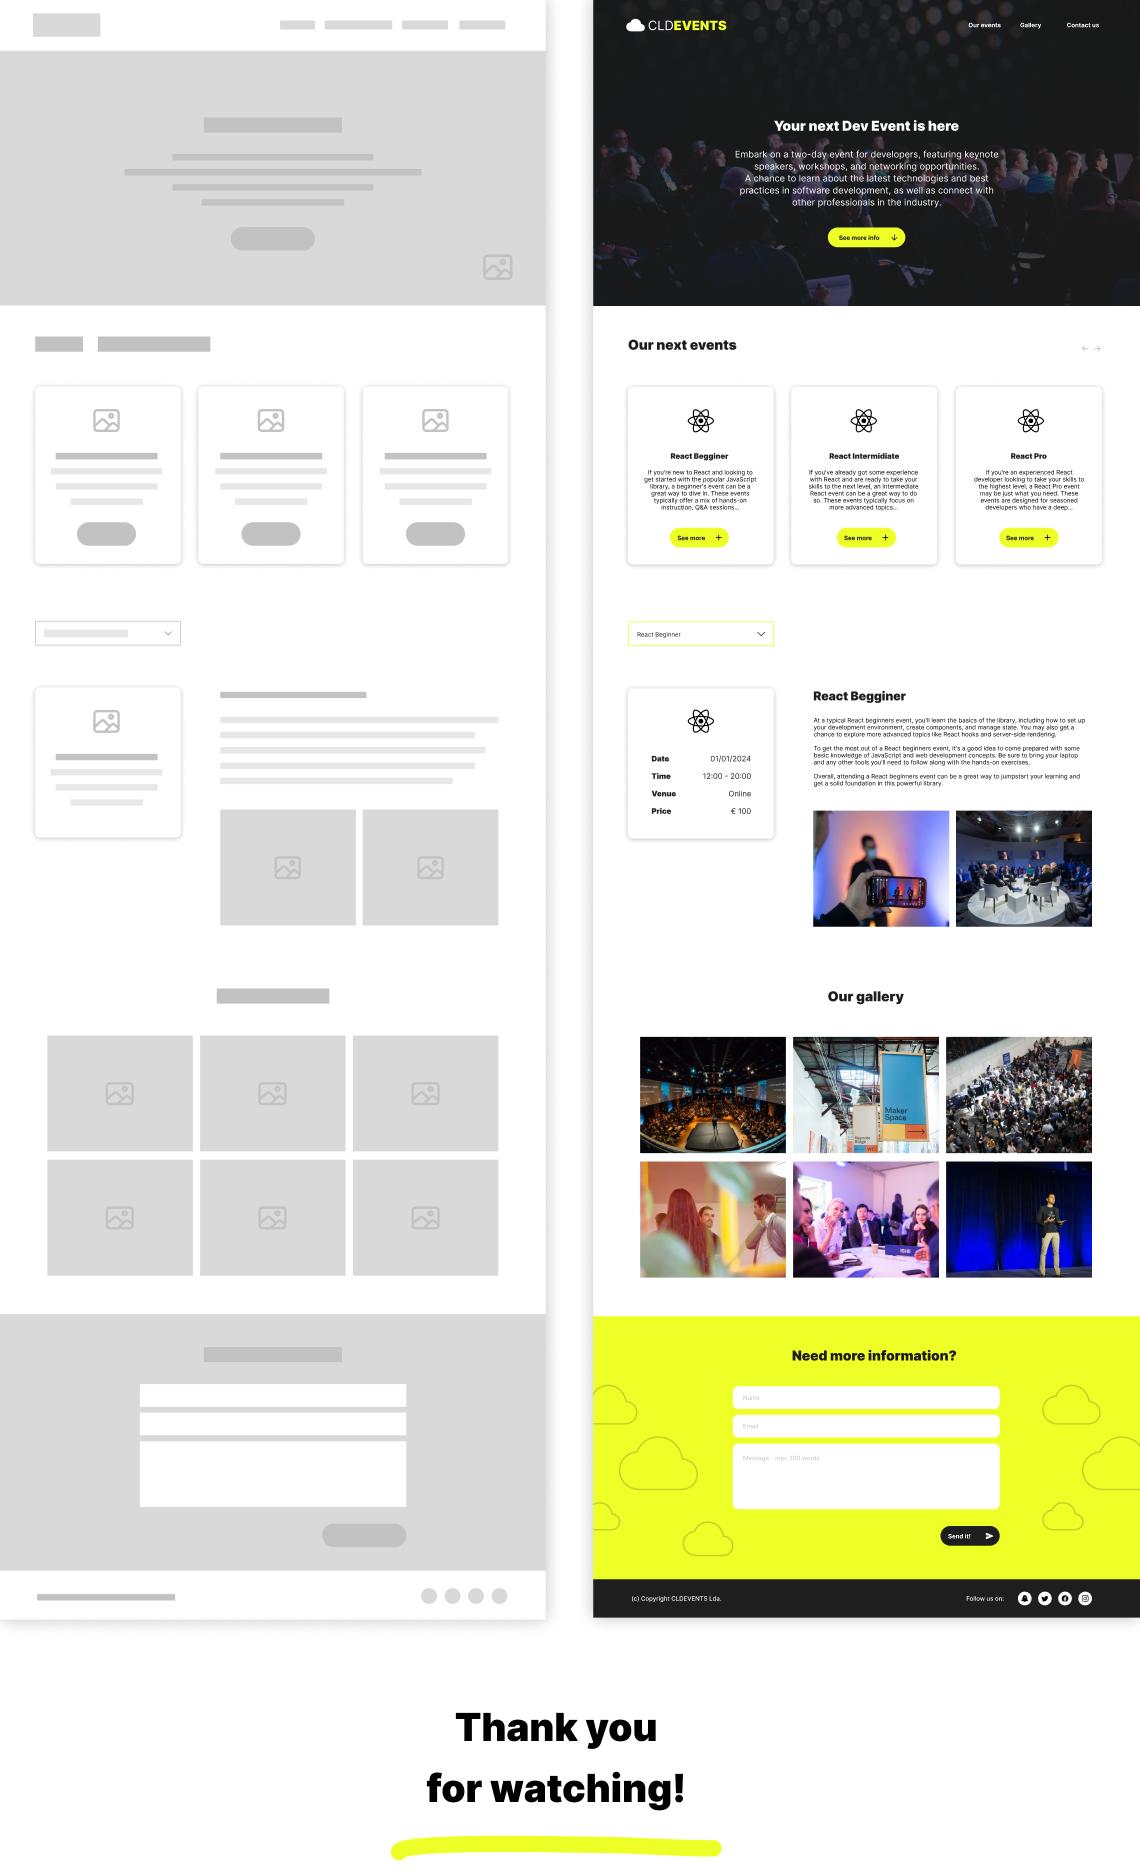 CLDEVENTS
Our events
Gallery
Contact us
Your next Dev Event is here
Embark on a two-day event for developers, featuring keynote
speakers, workshops, and networking opportunities.
A chance to learn about the latest technologies and best
practices in software development, as well as connect with
other professionals in the industry.
See more info
Our next events
React Begginer
If you're new to React and looking to
get started with the popular JavaScript
library, a beginner's event can be a
great way to dive in. These events
typically offer a mix of hands-on
instruction, Q&A sessions...
See more
React Intermidiate
If you've already got some experience
with React and are ready to take your
skills to the next level, an Intermediate
React event can be a great way to do
so. These events typically focus on
more advanced topics...
See more
React Pro
If you're an experienced React
developer looking to take your skills to
the highest level, a React Pro event
may be just what you need. These
events are designed for seasoned
developers who have a deep...
See more
React Beginner
Date 01/01/2024
Time 12:00 - 20:00
Venue Online
Price € 100
React Begginer
At a typical React beginners event, you'll learn the basics of the library, including how to set up
your development environment, create components, and manage state. You may also get a
chance to explore more advanced topics like React hooks and server-side rendering.
To get the most out of a React beginners event, it's a good idea to come prepared with some
basic knowledge of JavaScript and web development concepts. Be sure to bring your laptop
and any other tools you'll need to follow along with the hands-on exercises.
Overall, attending a React beginners event can be a great way to jumpstart your learning and
get a solid foundation in this powerful library.
Our gallery
Maker
Space
Keynote
Stage
Need more information?
Name
Email
Message - max 300 words
Send it!
(c) Copyright CLDEVENTS Lda.
Follow us on:
Thank you
for watching!